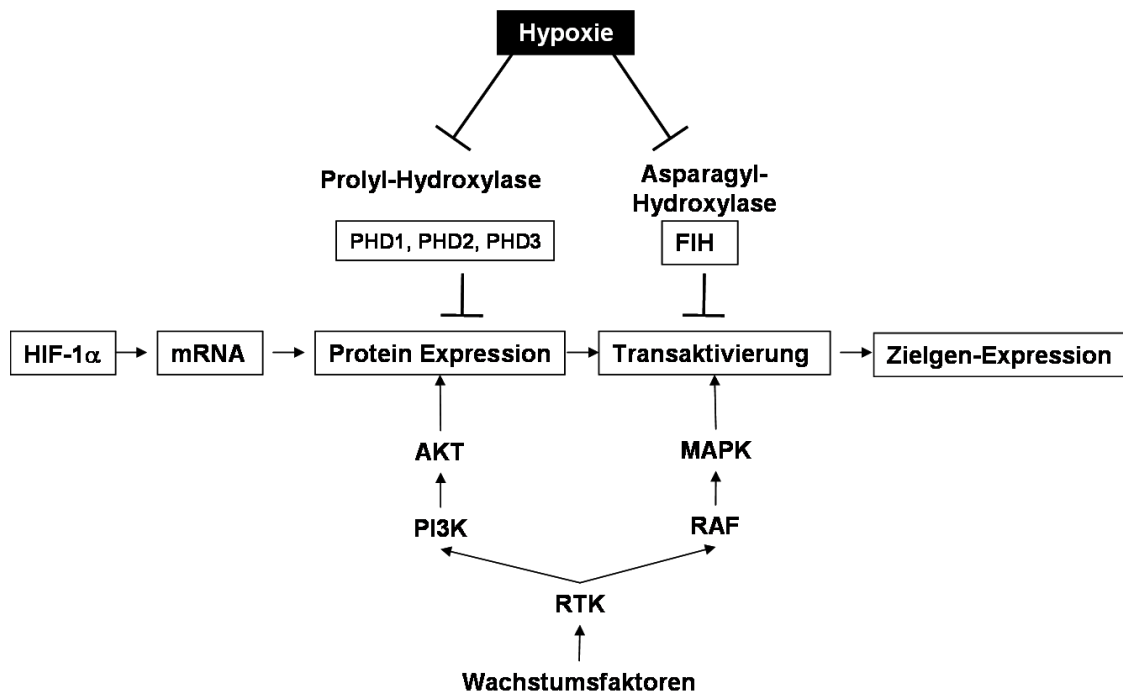 Hypoxie
Prolyl-Hydroxylase
Asparagyl-
Hydroxylase
PHD1, PHD2, PHD3
FIH
HIF-1α
mRNA
Protein Expression
Transaktivierung
Zielgen-Expression
AKT
MAPK
PI3K
RAF
RTK
Wachstumsfaktoren